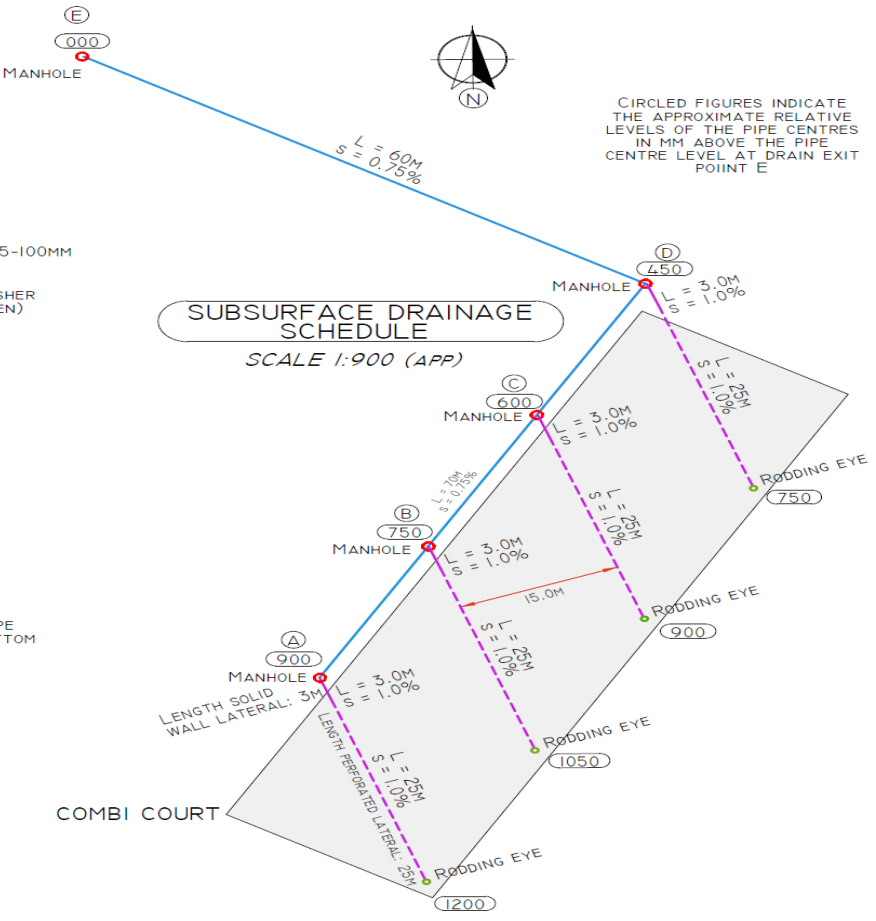 E
000
MANHOLE
N
CIRCLED FIGURES INDICATE
THE APPROXIMATE RELATIVE
LEVELS OF THE PIPE CENTRES
IN MM ABOVE THE PIPE
CENTRE LEVEL AT DRAIN EXIT
POIINT E
L = 60M
S = 0.75%
5-100MM
SHER
EN)
D
450
MANHOLE
L = 3.0M
S = 1.0%
SUBSURFACE DRAINAGE
SCHEDULE
SCALE 1:900 (APP)
L = 25M
S = 1.0%
C
600
MANHOLE
L = 3.0M
S = 1.0%
RODDING EYE
750
L = 70M
S = 0.75%
L = 25M
S = 1.0%
B
750
MANHOLE
L = 3.0M
S = 1.0%
15.0M
RODDING EYE
900
PE
TTOM
L = 25M
S = 1.0%
A
900
MANHOLE
L = 3.0M
S = 1.0%
LENGTH SOLID
WALL LATERAL: 3M
RODDING EYE
1050
L = 25M
S = 1.0%
LENGTH PERFORATED LATERAL: 25M
COMBI COURT
RODDING EYE
1200